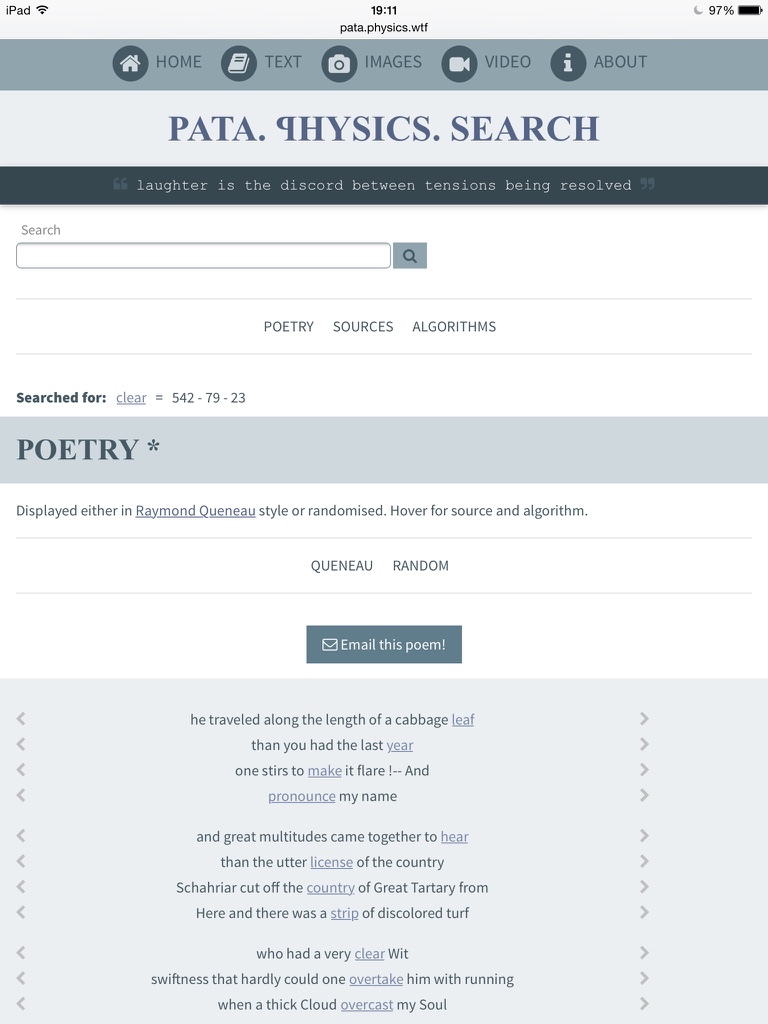 iPad 19:11 97%
pata.physics.wtf
HOME TEXT IMAGES VIDEO ABOUT
PATA. ꟼHYSICS. SEARCH
“ laughter is the discord between tensions being resolved ”
Search
POETRY SOURCES ALGORITHMS
Searched for: clear = 542 - 79 - 23
POETRY *
Displayed either in Raymond Queneau style or randomised. Hover for source and algorithm.
QUENEAU RANDOM
Email this poem!
he traveled along the length of a cabbage leaf
than you had the last year
one stirs to make it flare !-- And
pronounce my name
and great multitudes came together to hear
than the utter license of the country
Schahriar cut off the country of Great Tartary from
Here and there was a strip of discolored turf
who had a very clear Wit
swiftness that hardly could one overtake him with running
when a thick Cloud overcast my Soul